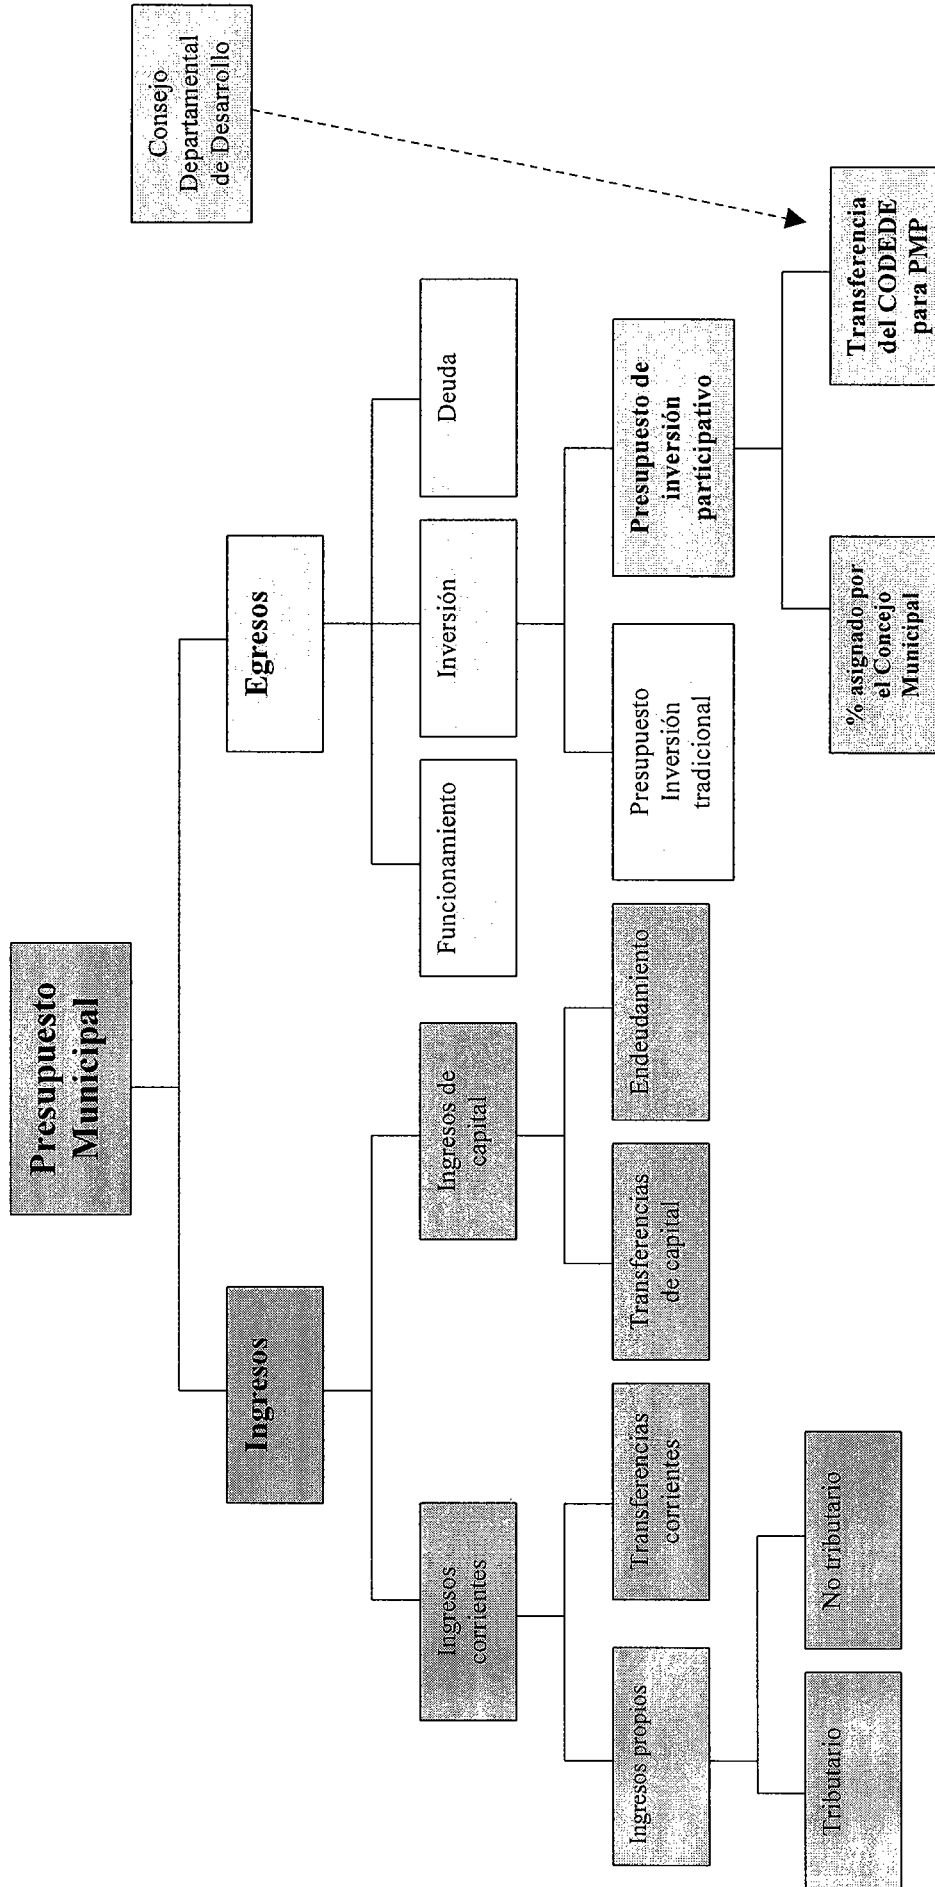 Presupuesto
Municipal
Consejo
Departamental
de Desarrollo
Ingresos
Egresos
Ingresos
corrientes
Ingresos de
capital
Funcionamiento
Inversión
Deuda
Ingresos propios
Transferencias
corrientes
Transferencias
de capital
Endeudamiento
Presupuesto
Inversión
tradicional
Presupuesto de
inversión
participativo
Tributario
No tributario
% asignado por
el Concejo
Municipal
Transferencia
del CODEDE
para PMP